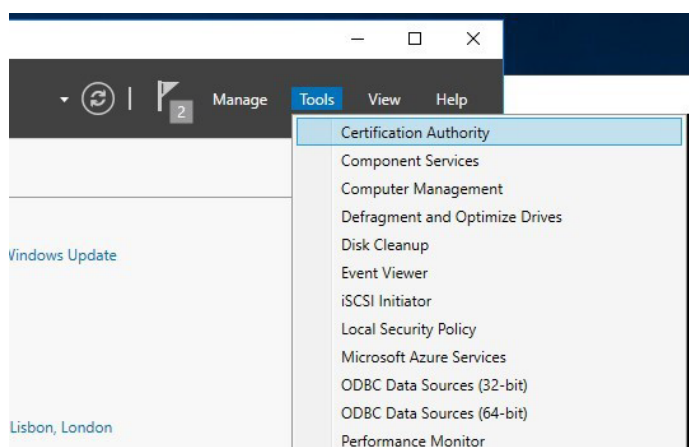 2 Manage Tools View Help
Certification Authority
Component Services
Computer Management
Defragment and Optimize Drives
Disk Cleanup
Windows Update
Event Viewer
iSCSI Initiator
Local Security Policy
Microsoft Azure Services
ODBC Data Sources (32-bit)
ODBC Data Sources (64-bit)
Lisbon, London
Performance Monitor